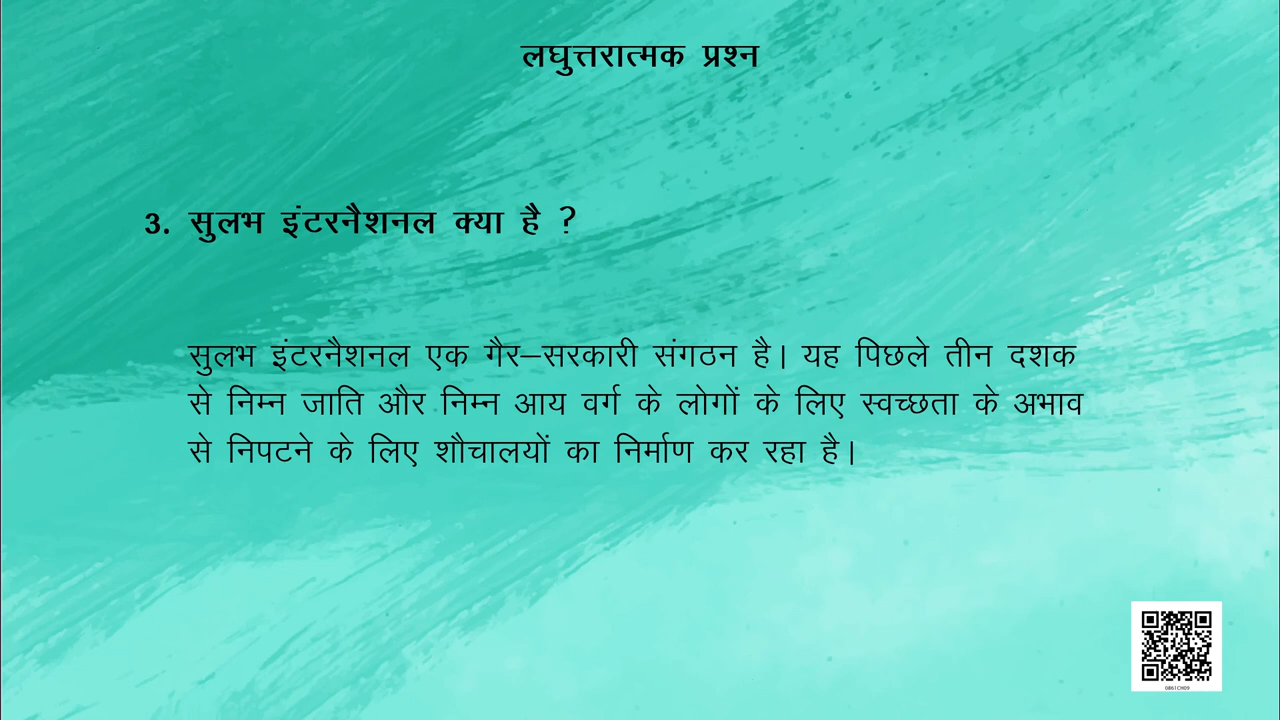 लघुत्तरात्मक प्रश्न
3. सुलभ इंटरनैशनल क्या है ?
सुलभ इंटरनैशनल एक गैर–सरकारी संगठन है। यह पिछले तीन दशक
से निम्न जाति और निम्न आय वर्ग के लोगों के लिए स्वच्छता के अभाव
से निपटने के लिए शौचालयों का निर्माण कर रहा है।
0861CH09